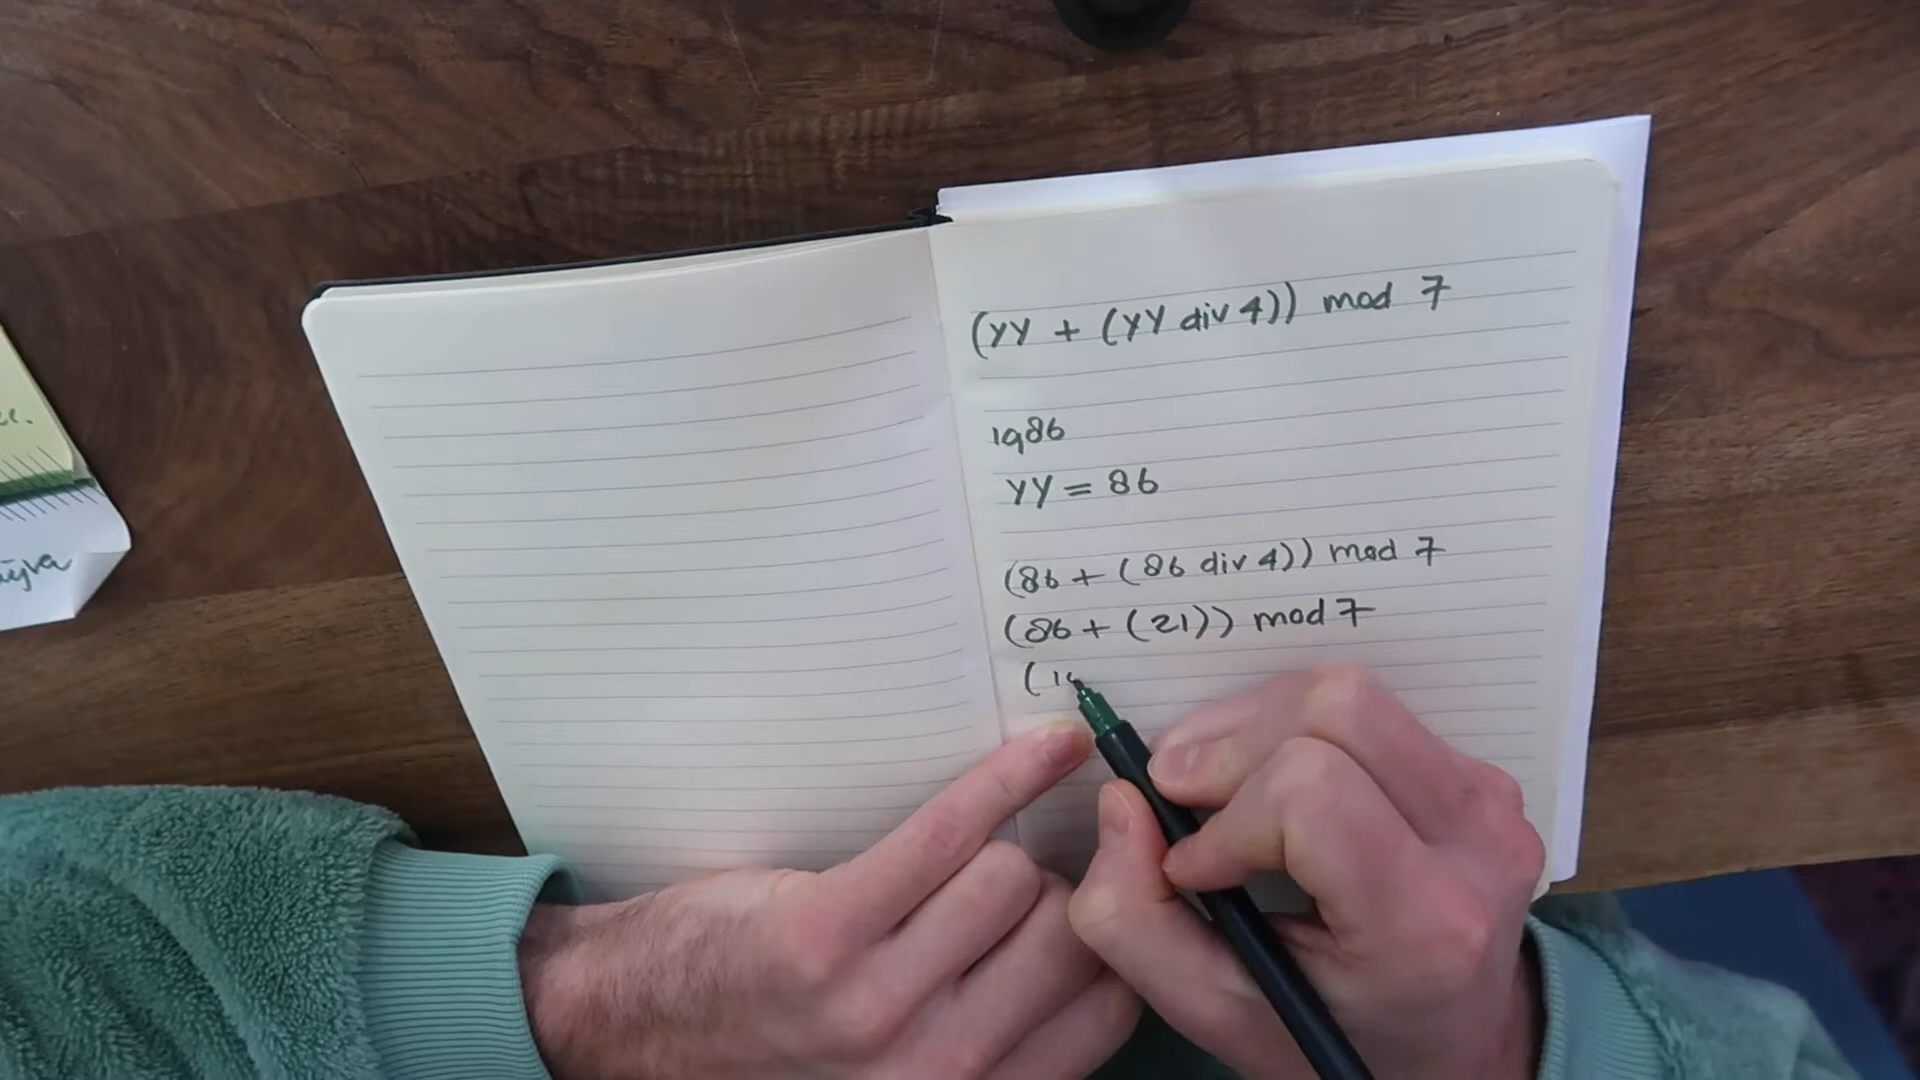 (YY + (YY div 4)) mod 7
1986
YY = 86
(86 + (86 div 4)) mod 7
(86 + (21)) mod 7